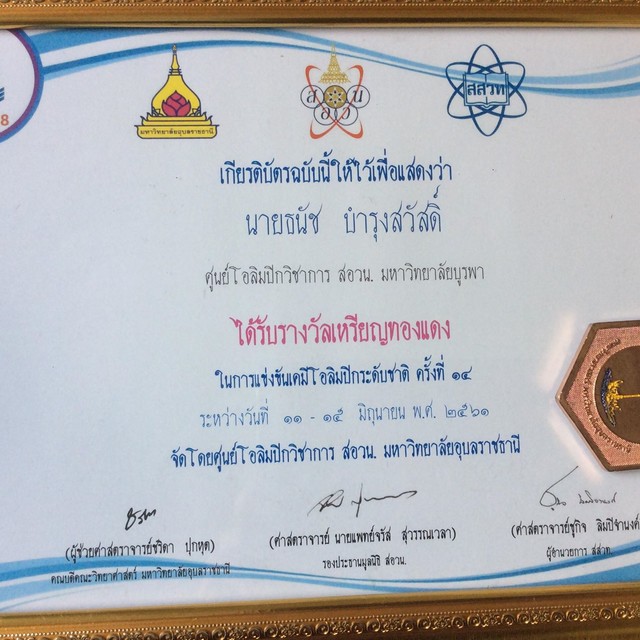 8
มหาวิทยาลัยอุบลราชธานี
สอวน
สสวท
เกียรติบัตรฉบับนี้ให้ไว้เพื่อแสดงว่า
นายธนัช บำรุงสวัสดิ์
ศูนย์โอลิมปิกวิชาการ สอวน. มหาวิทยาลัยบูรพา
ได้รับรางวัลเหรียญทองแดง
ในการแข่งขันเคมีโอลิมปิกระดับชาติ ครั้งที่ ๑๔
ระหว่างวันที่ ๑๑ - ๑๕ มิถุนายน พ.ศ. ๒๕๖๑
จัดโดยศูนย์โอลิมปิกวิชาการ สอวน. มหาวิทยาลัยอุบลราชธานี
(ผู้ช่วยศาสตราจารย์ชริดา ปุกหุต)
คณบดีคณะวิทยาศาสตร์ มหาวิทยาลัยอุบลราชธานี
(ศาสตราจารย์ นายแพทย์จรัส สุวรรณเวลา)
รองประธานมูลนิธิ สอวน.
(ศาสตราจารย์ชูกิจ ลิมปิจำนงค์
ผู้อำนวยการ สสวท.